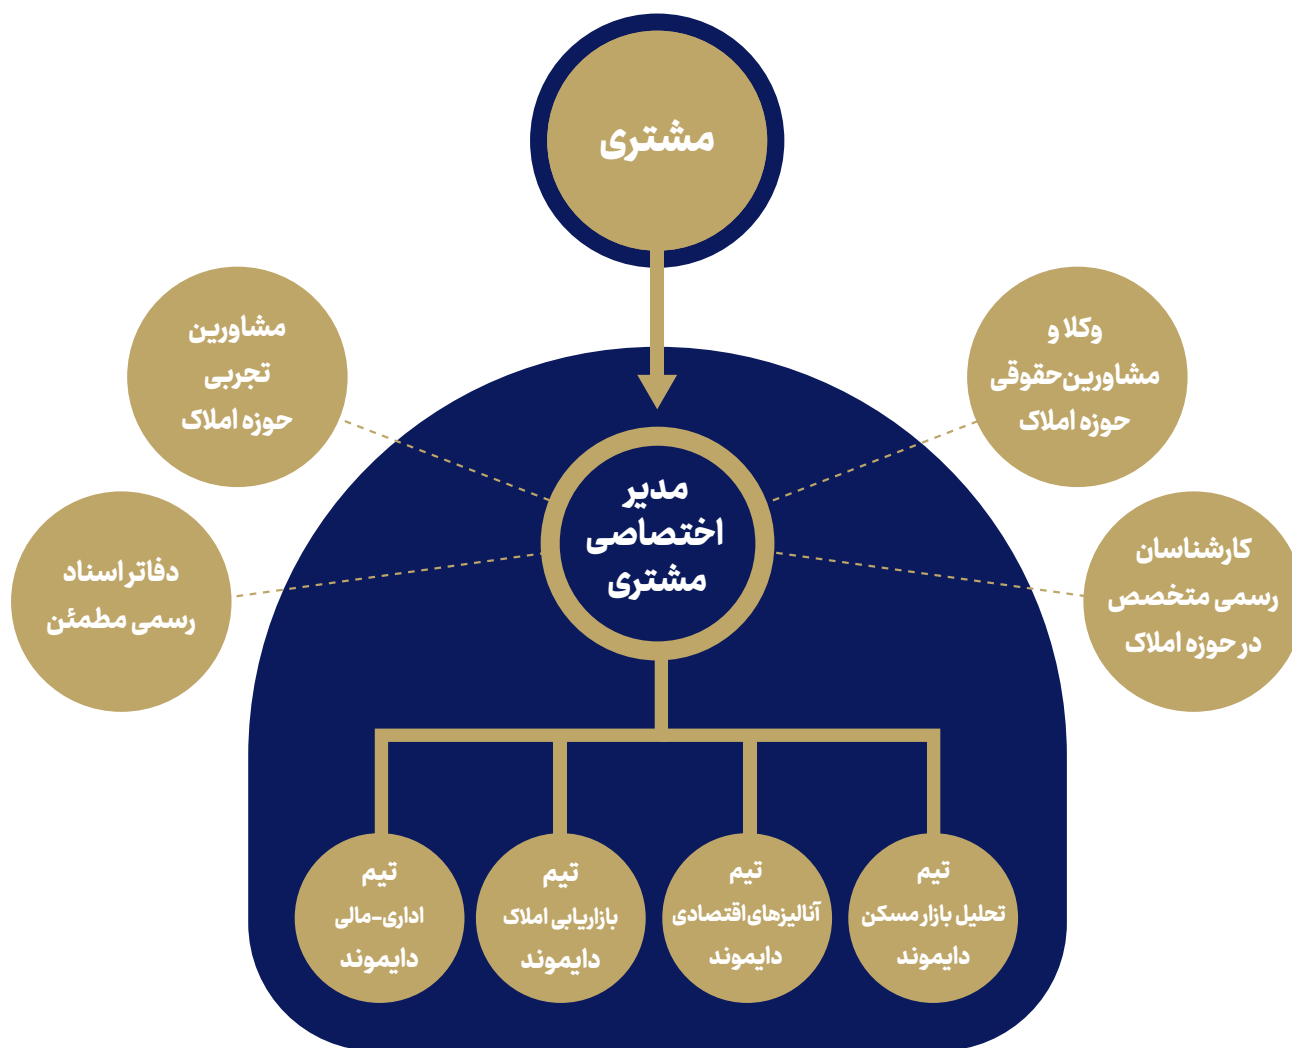 مشتری
وکلا و
مشاورین حقوقی
حوزه املاک
مشاورین
تجربی
حوزه املاک
مدیر
اختصاصی
مشتری
کارشناسان
رسمی متخصص
در حوزه املاک
دفاتر اسناد
رسمی مطمئن
تیم
تحلیل بازار مسکن
دایموند
تیم
آنالیزهای اقتصادی
دایموند
تیم
بازاریابی املاک
دایموند
تیم
اداری-مالی
دایموند